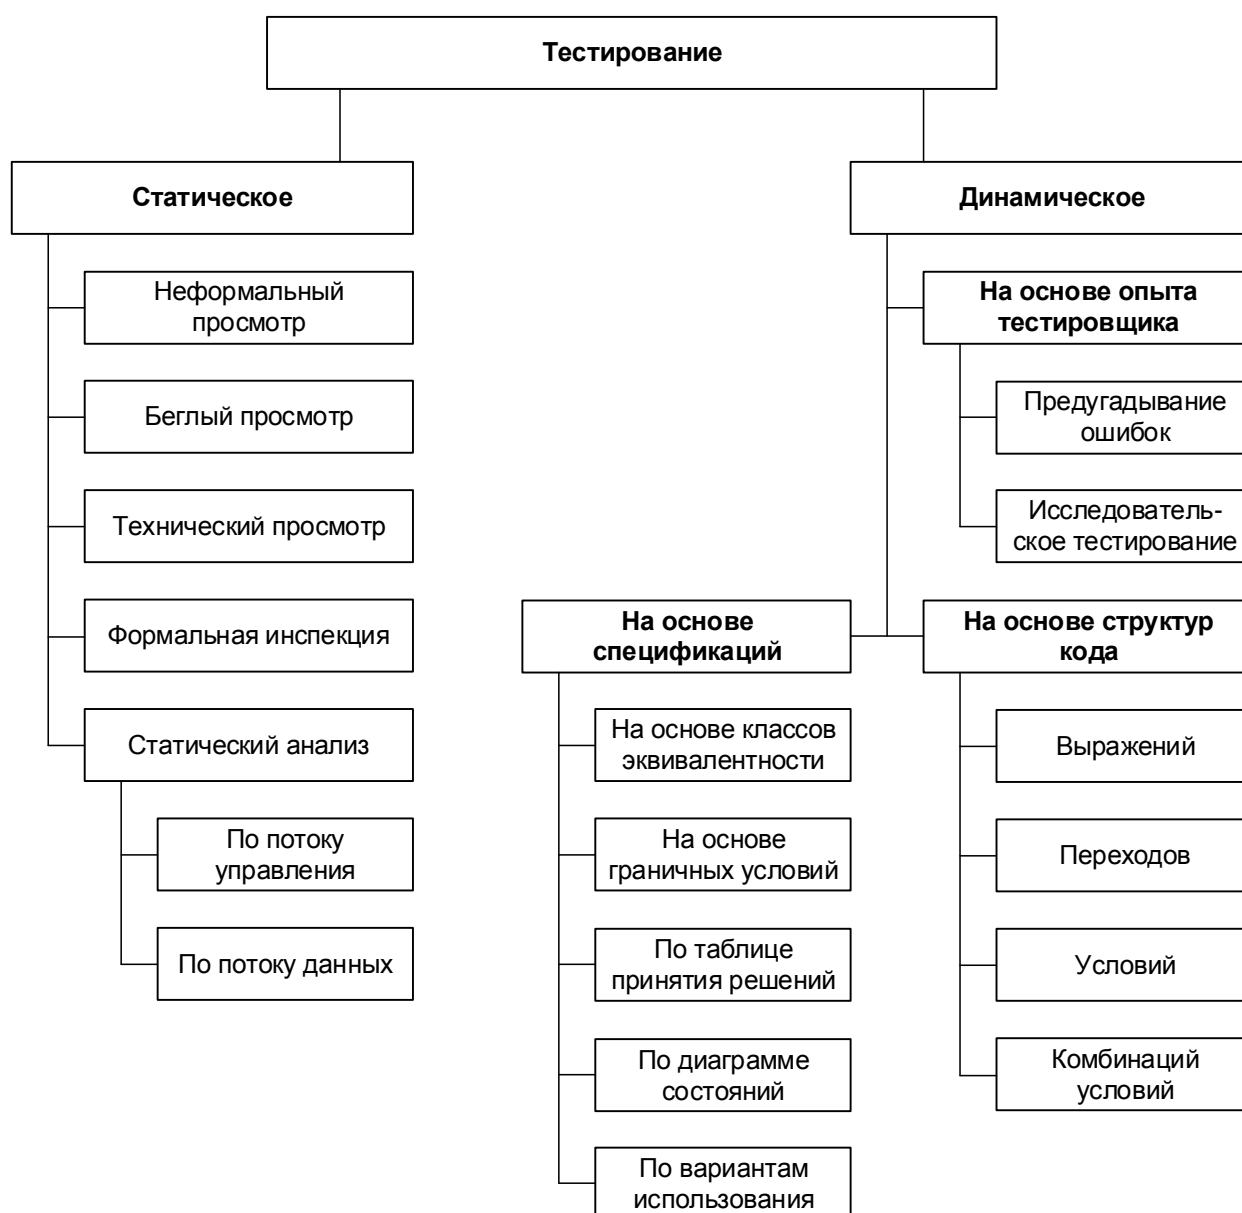 Тестирование
Статическое
Неформальный
просмотр
Беглый просмотр
Технический просмотр
Формальная инспекция
Статический анализ
По потоку
управления
По потоку данных
Динамическое
На основе опыта
тестировщика
Предугадывание
ошибок
Исследователь-
ское тестирование
На основе
спецификаций
На основе классов
эквивалентности
На основе
граничных условий
По таблице
принятия решений
По диаграмме
состояний
По вариантам
использования
На основе структур
кода
Выражений
Переходов
Условий
Комбинаций
условий